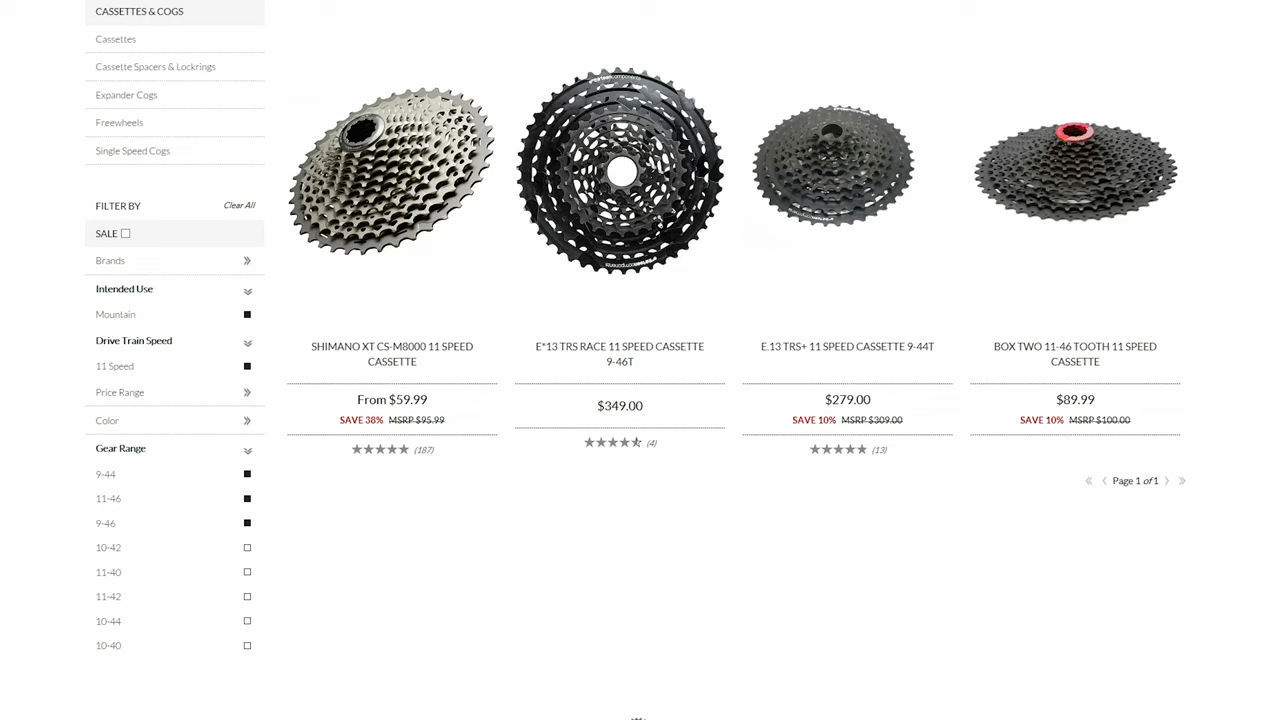 CASSETTES & COGS
Cassettes
Cassette Spacers & Lockrings
Expander Cogs
Freewheels
Single Speed Cogs
FILTER BY Clear All
SALE
Brands
Intended Use
Mountain
Drive Train Speed
11 Speed
Price Range
Color
Gear Range
9-44
11-46
9-46
10-42
11-40
11-42
10-44
10-40
SHIMANO XT CS-M8000 11 SPEED
CASSETTE
From $59.99
SAVE 38% MSRP $95.99
(187)
E*13 TRS RACE 11 SPEED CASSETTE
9-46T
$349.00
(4)
E.13 TRS+ 11 SPEED CASSETTE 9-44T
$279.00
SAVE 10% MSRP $309.00
(13)
BOX TWO 11-46 TOOTH 11 SPEED
CASSETTE
$89.99
SAVE 10% MSRP $100.00
« ‹ Page 1 of 1 › »